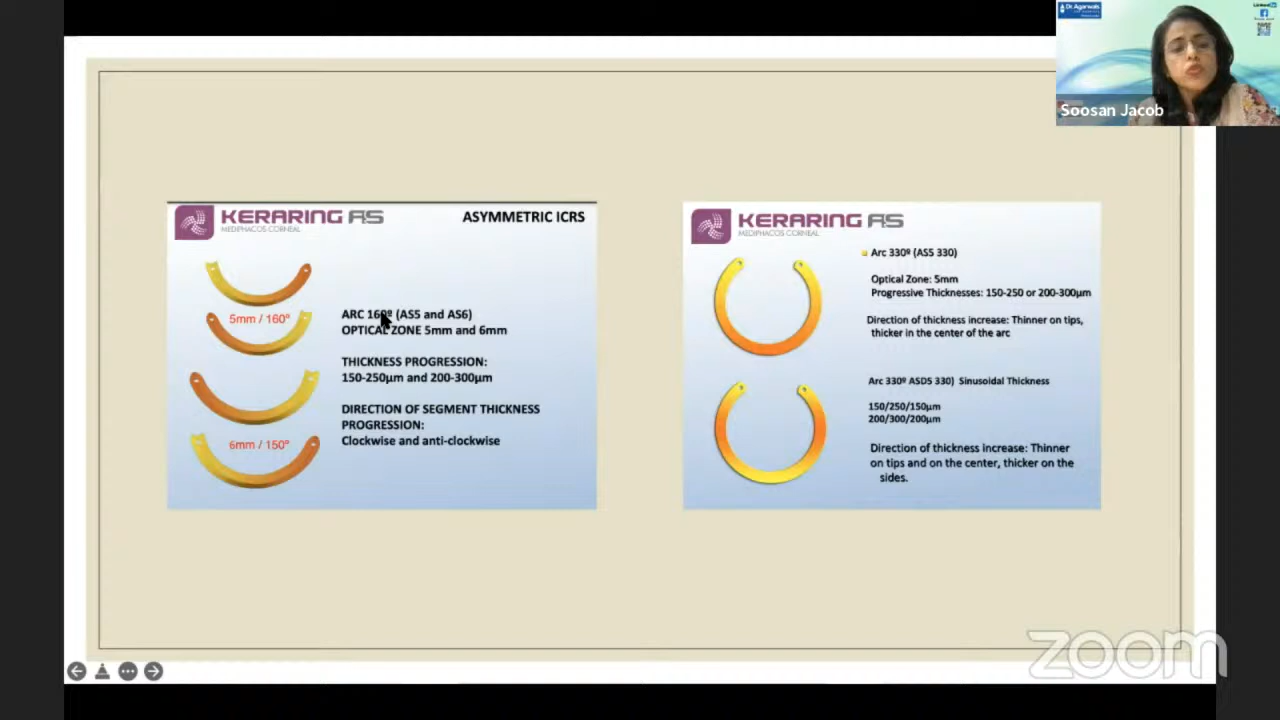 Dr Agarwals
LinkedIn
Soosan Jacob
KERARING AS
MEDIPHACOS CORNEAL
ASYMMETRIC ICRS
5mm / 160º
6mm / 150º
ARC 160º (AS5 and AS6)
OPTICAL ZONE 5mm and 6mm
THICKNESS PROGRESSION:
150-250µm and 200-300µm
DIRECTION OF SEGMENT THICKNESS
PROGRESSION:
Clockwise and anti-clockwise
KERARING AS
MEDIPHACOS CORNEAL
Arc 330º (AS5 330)
Optical Zone: 5mm
Progressive Thicknesses: 150-250 or 200-300µm
Direction of thickness increase: Thinner on tips,
thicker in the center of the arc
Arc 330º ASD5 330) Sinusoidal Thickness
150/250/150µm
200/300/200µm
Direction of thickness increase: Thinner
on tips and on the center, thicker on the
sides.
zoom